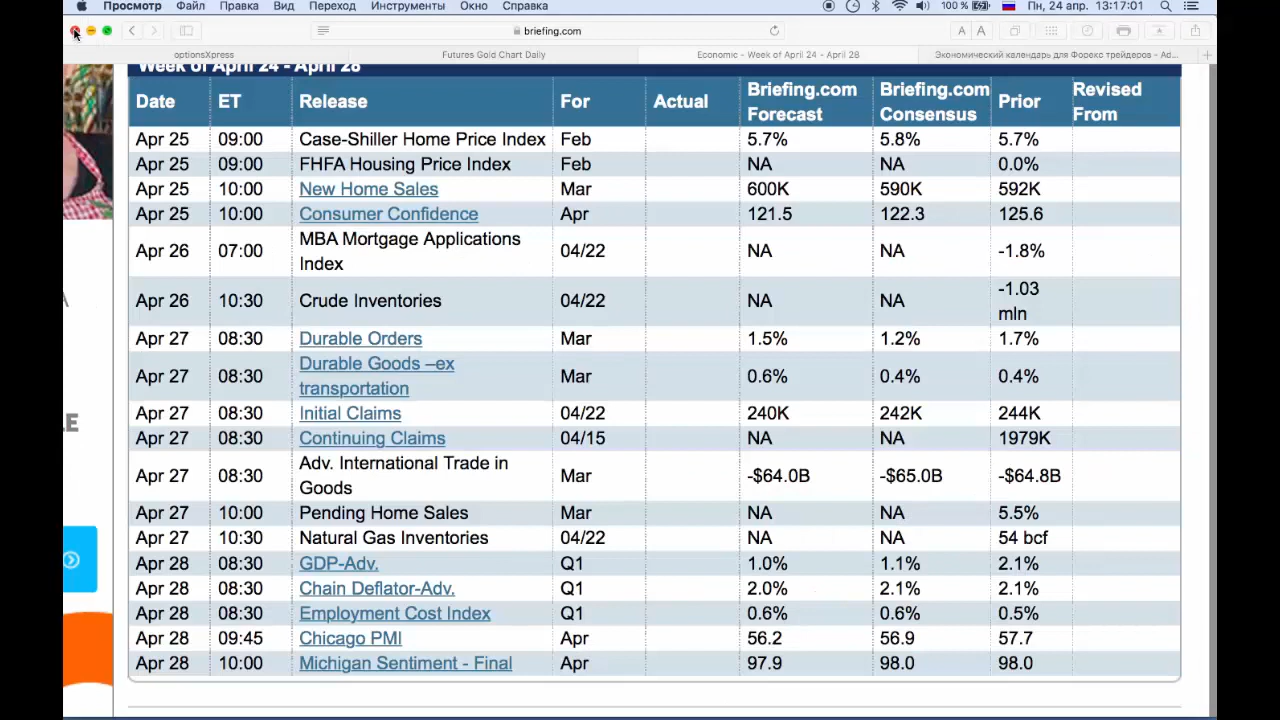 Просмотр Файл Правка Вид Переход Инструменты Окно Справка 100 % Пн, 24 апр. 13:17:01
briefing.com A A
optionsXpress Futures Gold Chart Daily Economic - Week of April 24 - April 28 Экономический календарь для Форекс трейдеров - Ad...
Week of April 24 - April 28
Date ET Release For Actual Briefing.com Forecast Briefing.com Consensus Prior Revised From
Apr 25 09:00 Case-Shiller Home Price Index Feb 5.7% 5.8% 5.7%
Apr 25 09:00 FHFA Housing Price Index Feb NA NA 0.0%
Apr 25 10:00 New Home Sales Mar 600K 590K 592K
Apr 25 10:00 Consumer Confidence Apr 121.5 122.3 125.6
Apr 26 07:00 MBA Mortgage Applications Index 04/22 NA NA -1.8%
Apr 26 10:30 Crude Inventories 04/22 NA NA -1.03 mln
Apr 27 08:30 Durable Orders Mar 1.5% 1.2% 1.7%
Apr 27 08:30 Durable Goods –ex transportation Mar 0.6% 0.4% 0.4%
Apr 27 08:30 Initial Claims 04/22 240K 242K 244K
Apr 27 08:30 Continuing Claims 04/15 NA NA 1979K
Apr 27 08:30 Adv. International Trade in Goods Mar -$64.0B -$65.0B -$64.8B
Apr 27 10:00 Pending Home Sales Mar NA NA 5.5%
Apr 27 10:30 Natural Gas Inventories 04/22 NA NA 54 bcf
Apr 28 08:30 GDP-Adv. Q1 1.0% 1.1% 2.1%
Apr 28 08:30 Chain Deflator-Adv. Q1 2.0% 2.1% 2.1%
Apr 28 08:30 Employment Cost Index Q1 0.6% 0.6% 0.5%
Apr 28 09:45 Chicago PMI Apr 56.2 56.9 57.7
Apr 28 10:00 Michigan Sentiment - Final Apr 97.9 98.0 98.0